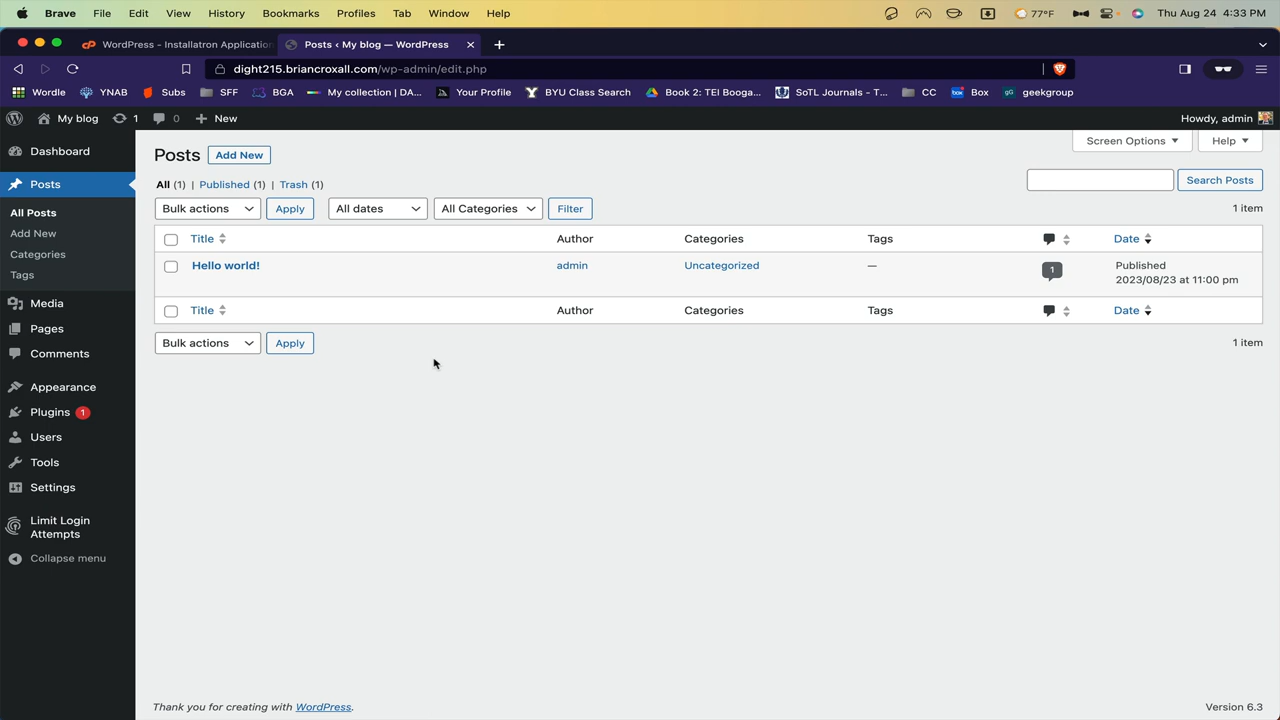 Brave File Edit View History Bookmarks Profiles Tab Window Help 77°F Thu Aug 24 4:33 PM
WordPress - Installatron Applicatio Posts ‹ My blog — WordPress
dight215.briancroxall.com/wp-admin/edit.php
Wordle YNAB Subs SFF BGA My collection | DA... Your Profile BYU Class Search Book 2: TEI Booga... SoTL Journals - T... CC Box geekgroup
My blog 1 0 New Howdy, admin
Dashboard
Posts
All Posts
Add New
Categories
Tags
Media
Pages
Comments
Appearance
Plugins 1
Users
Tools
Settings
Limit Login
Attempts
Collapse menu
Posts Add New Screen Options Help
All (1) | Published (1) | Trash (1) Search Posts
Bulk actions Apply All dates All Categories Filter 1 item
Title Author Categories Tags Date
Hello world! admin Uncategorized — 1 Published
2023/08/23 at 11:00 pm
Title Author Categories Tags Date
Bulk actions Apply 1 item
Thank you for creating with WordPress. Version 6.3